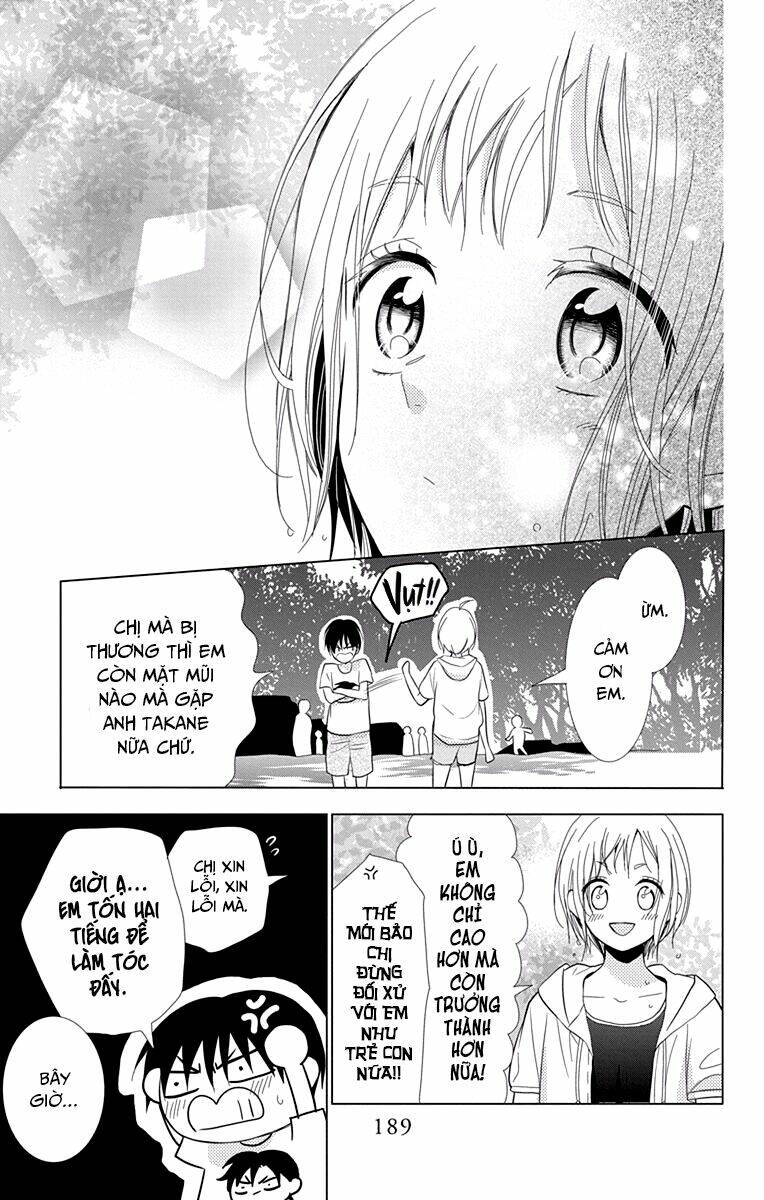 ỪM.
CẢM
ƠN
EM.
VỤT!!
CHỊ MÀ BỊ
THƯƠNG THÌ EM
CÒN MẶT MŨI
NÀO MÀ GẶP
ANH TAKANE
NỮA CHỨ.
Ú Ù,
EM
KHÔNG
CHỈ
CAO
HƠN MÀ
CÒN
TRƯỞNG
THÀNH
HƠN
NỮA!
THẾ
MỚI BẢO
CHỊ
ĐỪNG
ĐỐI XỬ
VỚI EM
NHƯ
TRẺ CON
NỮA!!
CHỊ XIN
LỖI, XIN
LỖI MÀ.
GIỜI Ạ...
EM TỐN HAI
TIẾNG ĐỂ
LÀM TÓC
ĐẤY.
BÂY
GIỜ...
189